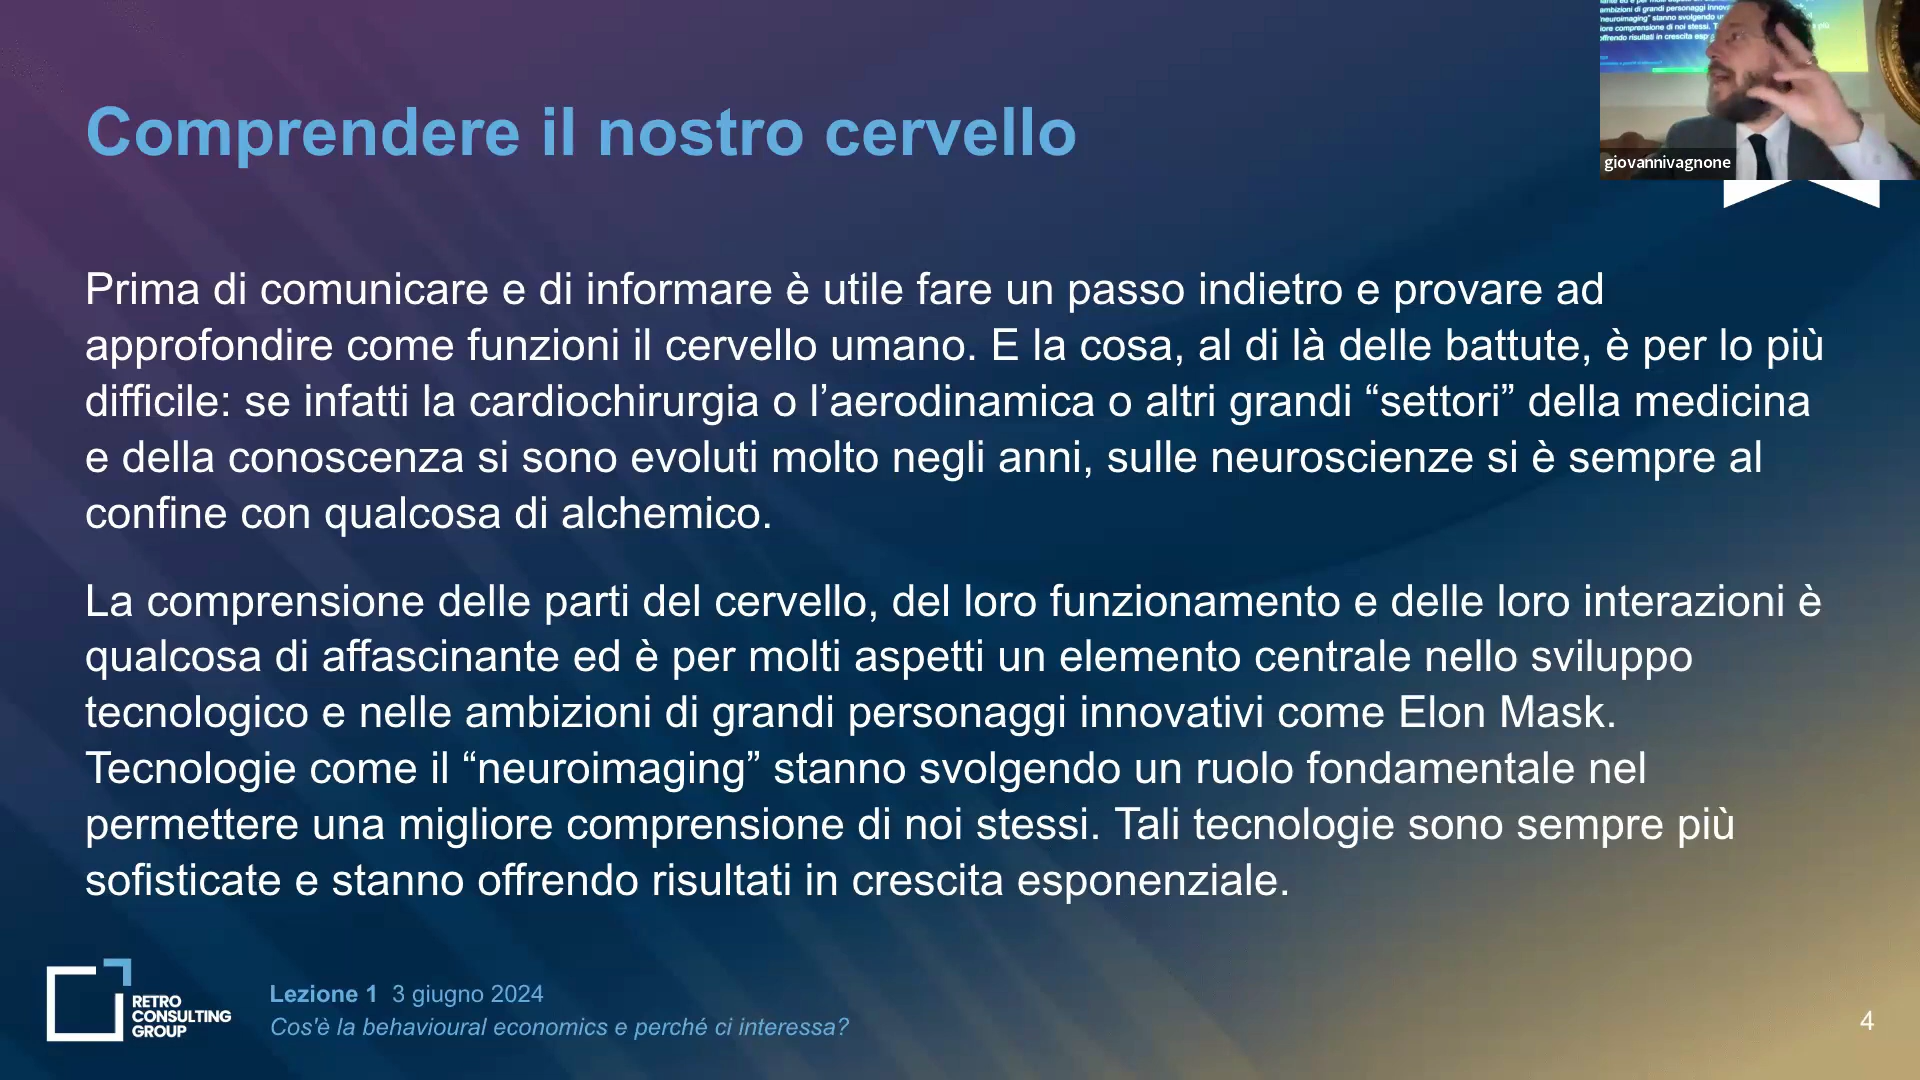 Comprendere il nostro cervello
giovannivagnone
Prima di comunicare e di informare è utile fare un passo indietro e provare ad
approfondire come funzioni il cervello umano. E la cosa, al di là delle battute, è per lo più
difficile: se infatti la cardiochirurgia o l’aerodinamica o altri grandi “settori” della medicina
e della conoscenza si sono evoluti molto negli anni, sulle neuroscienze si è sempre al
confine con qualcosa di alchemico.
La comprensione delle parti del cervello, del loro funzionamento e delle loro interazioni è
qualcosa di affascinante ed è per molti aspetti un elemento centrale nello sviluppo
tecnologico e nelle ambizioni di grandi personaggi innovativi come Elon Mask.
Tecnologie come il “neuroimaging” stanno svolgendo un ruolo fondamentale nel
permettere una migliore comprensione di noi stessi. Tali tecnologie sono sempre più
sofisticate e stanno offrendo risultati in crescita esponenziale.
RETRO
CONSULTING
GROUP
Lezione 1 3 giugno 2024
Cos'è la behavioural economics e perché ci interessa?
4